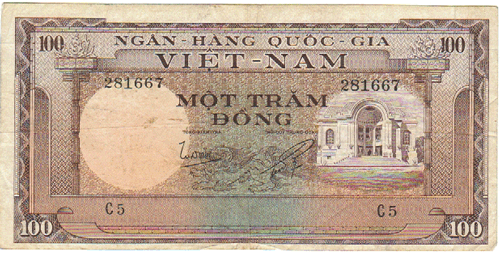 100 NGÂN-HÀNG QUỐC-GIA 100
VIỆT-NAM
281667 281667
MỘT TRĂM
ĐỒNG
C5 C5
100 100